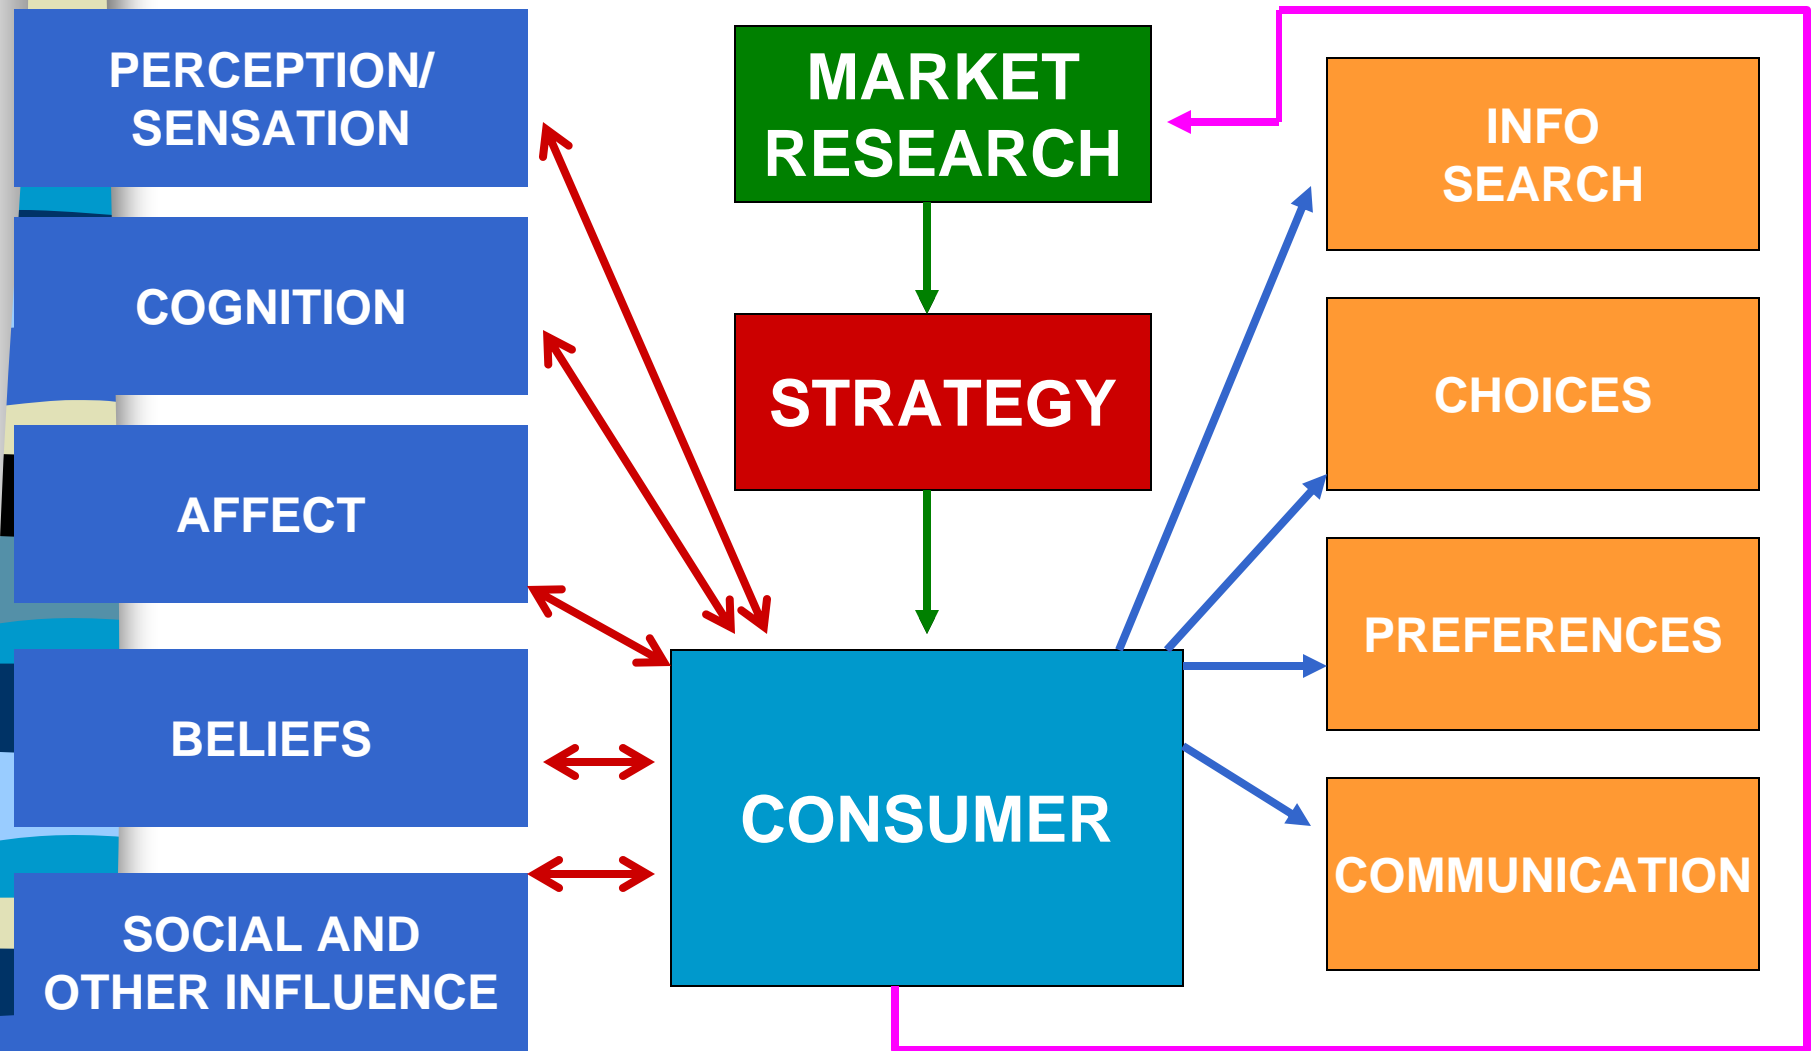 PERCEPTION/
SENSATION
COGNITION
AFFECT
BELIEFS
SOCIAL AND
OTHER INFLUENCE
MARKET
RESEARCH
STRATEGY
CONSUMER
INFO
SEARCH
CHOICES
PREFERENCES
COMMUNICATION